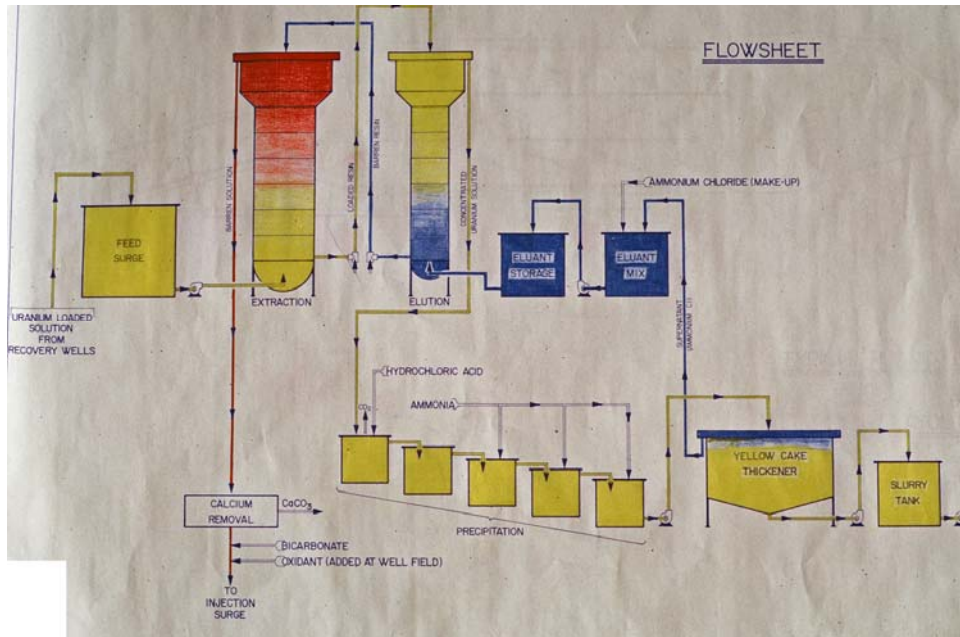 FLOWSHEET
BARREN SOLUTION
LOADED RESIN
BARREN RESIN
CONCENTRATED
URANIUM SOLUTION
AMMONIUM CHLORIDE (MAKE-UP)
FEED
SURGE
ELUANT
STORAGE
ELUANT
MIX
EXTRACTION
ELUTION
URANIUM LOADED
SOLUTION
FROM
RECOVERY WELLS
SUPERNATANT
HYDROCHLORIC ACID
CO2
AMMONIA
YELLOW CAKE
THICKENER
SLURRY
TANK
PRECIPITATION
CALCIUM
REMOVAL
CaCO3
BICARBONATE
OXIDANT (ADDED AT WELL FIELD)
TO
INJECTION
SURGE